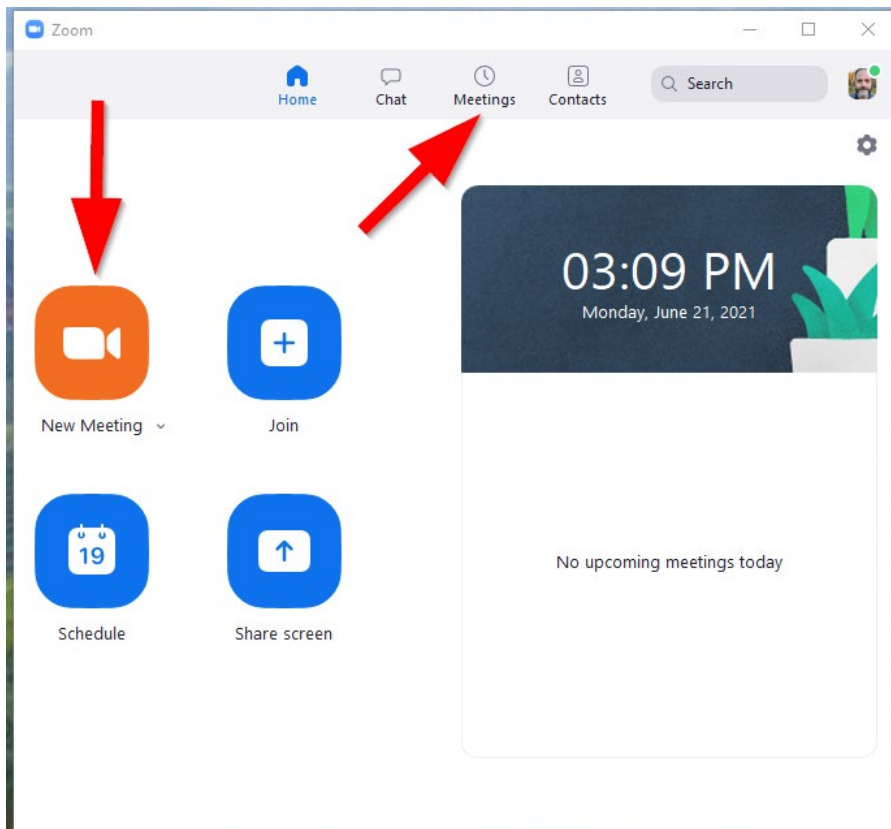 Zoom
Home Chat Meetings Contacts Search
03:09 PM
Monday, June 21, 2021
New Meeting Join
19
Schedule Share screen
No upcoming meetings today